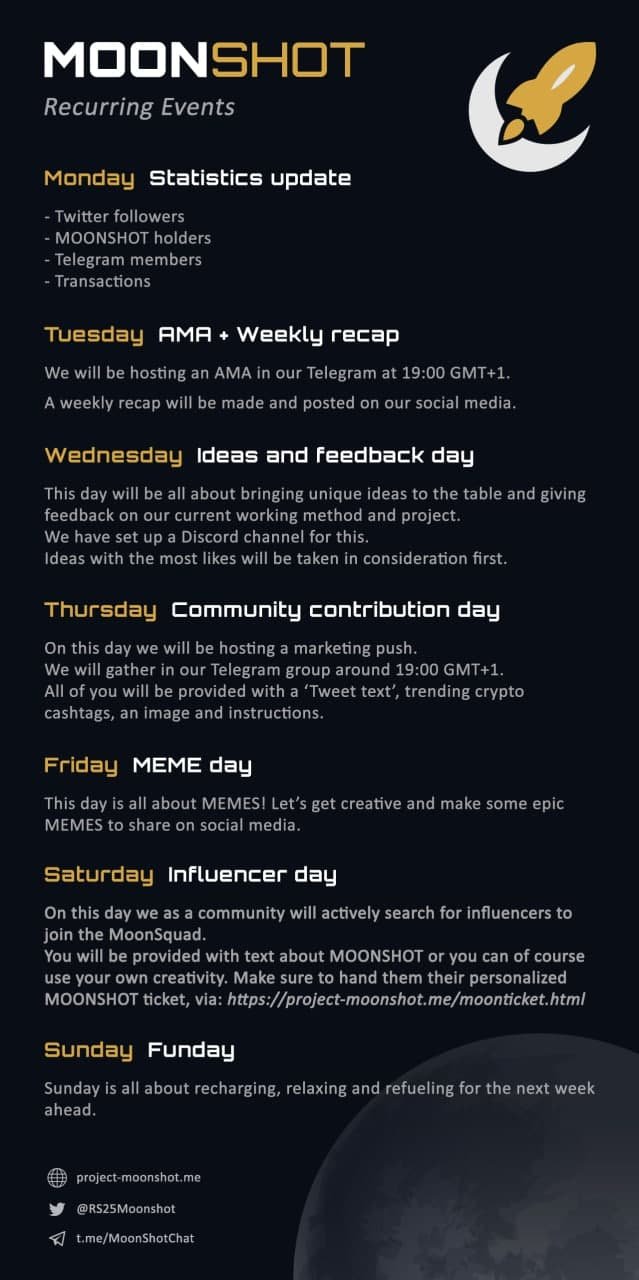 MOONSHOT
Recurring Events
Monday Statistics update
- Twitter followers
- MOONSHOT holders
- Telegram members
- Transactions
Tuesday AMA + Weekly recap
We will be hosting an AMA in our Telegram at 19:00 GMT+1.
A weekly recap will be made and posted on our social media.
Wednesday Ideas and feedback day
This day will be all about bringing unique ideas to the table and giving
feedback on our current working method and project.
We have set up a Discord channel for this.
Ideas with the most likes will be taken in consideration first.
Thursday Community contribution day
On this day we will be hosting a marketing push.
We will gather in our Telegram group around 19:00 GMT+1.
All of you will be provided with a ‘Tweet text’, trending crypto
cashtags, an image and instructions.
Friday MEME day
This day is all about MEMES! Let’s get creative and make some epic
MEMES to share on social media.
Saturday Influencer day
On this day we as a community will actively search for influencers to
join the MoonSquad.
You will be provided with text about MOONSHOT or you can of course
use your own creativity. Make sure to hand them their personalized
MOONSHOT ticket, via: https://project-moonshot.me/moonticket.html
Sunday Funday
Sunday is all about recharging, relaxing and refueling for the next week
ahead.
project-moonshot.me
@RS25Moonshot
t.me/MoonShotChat